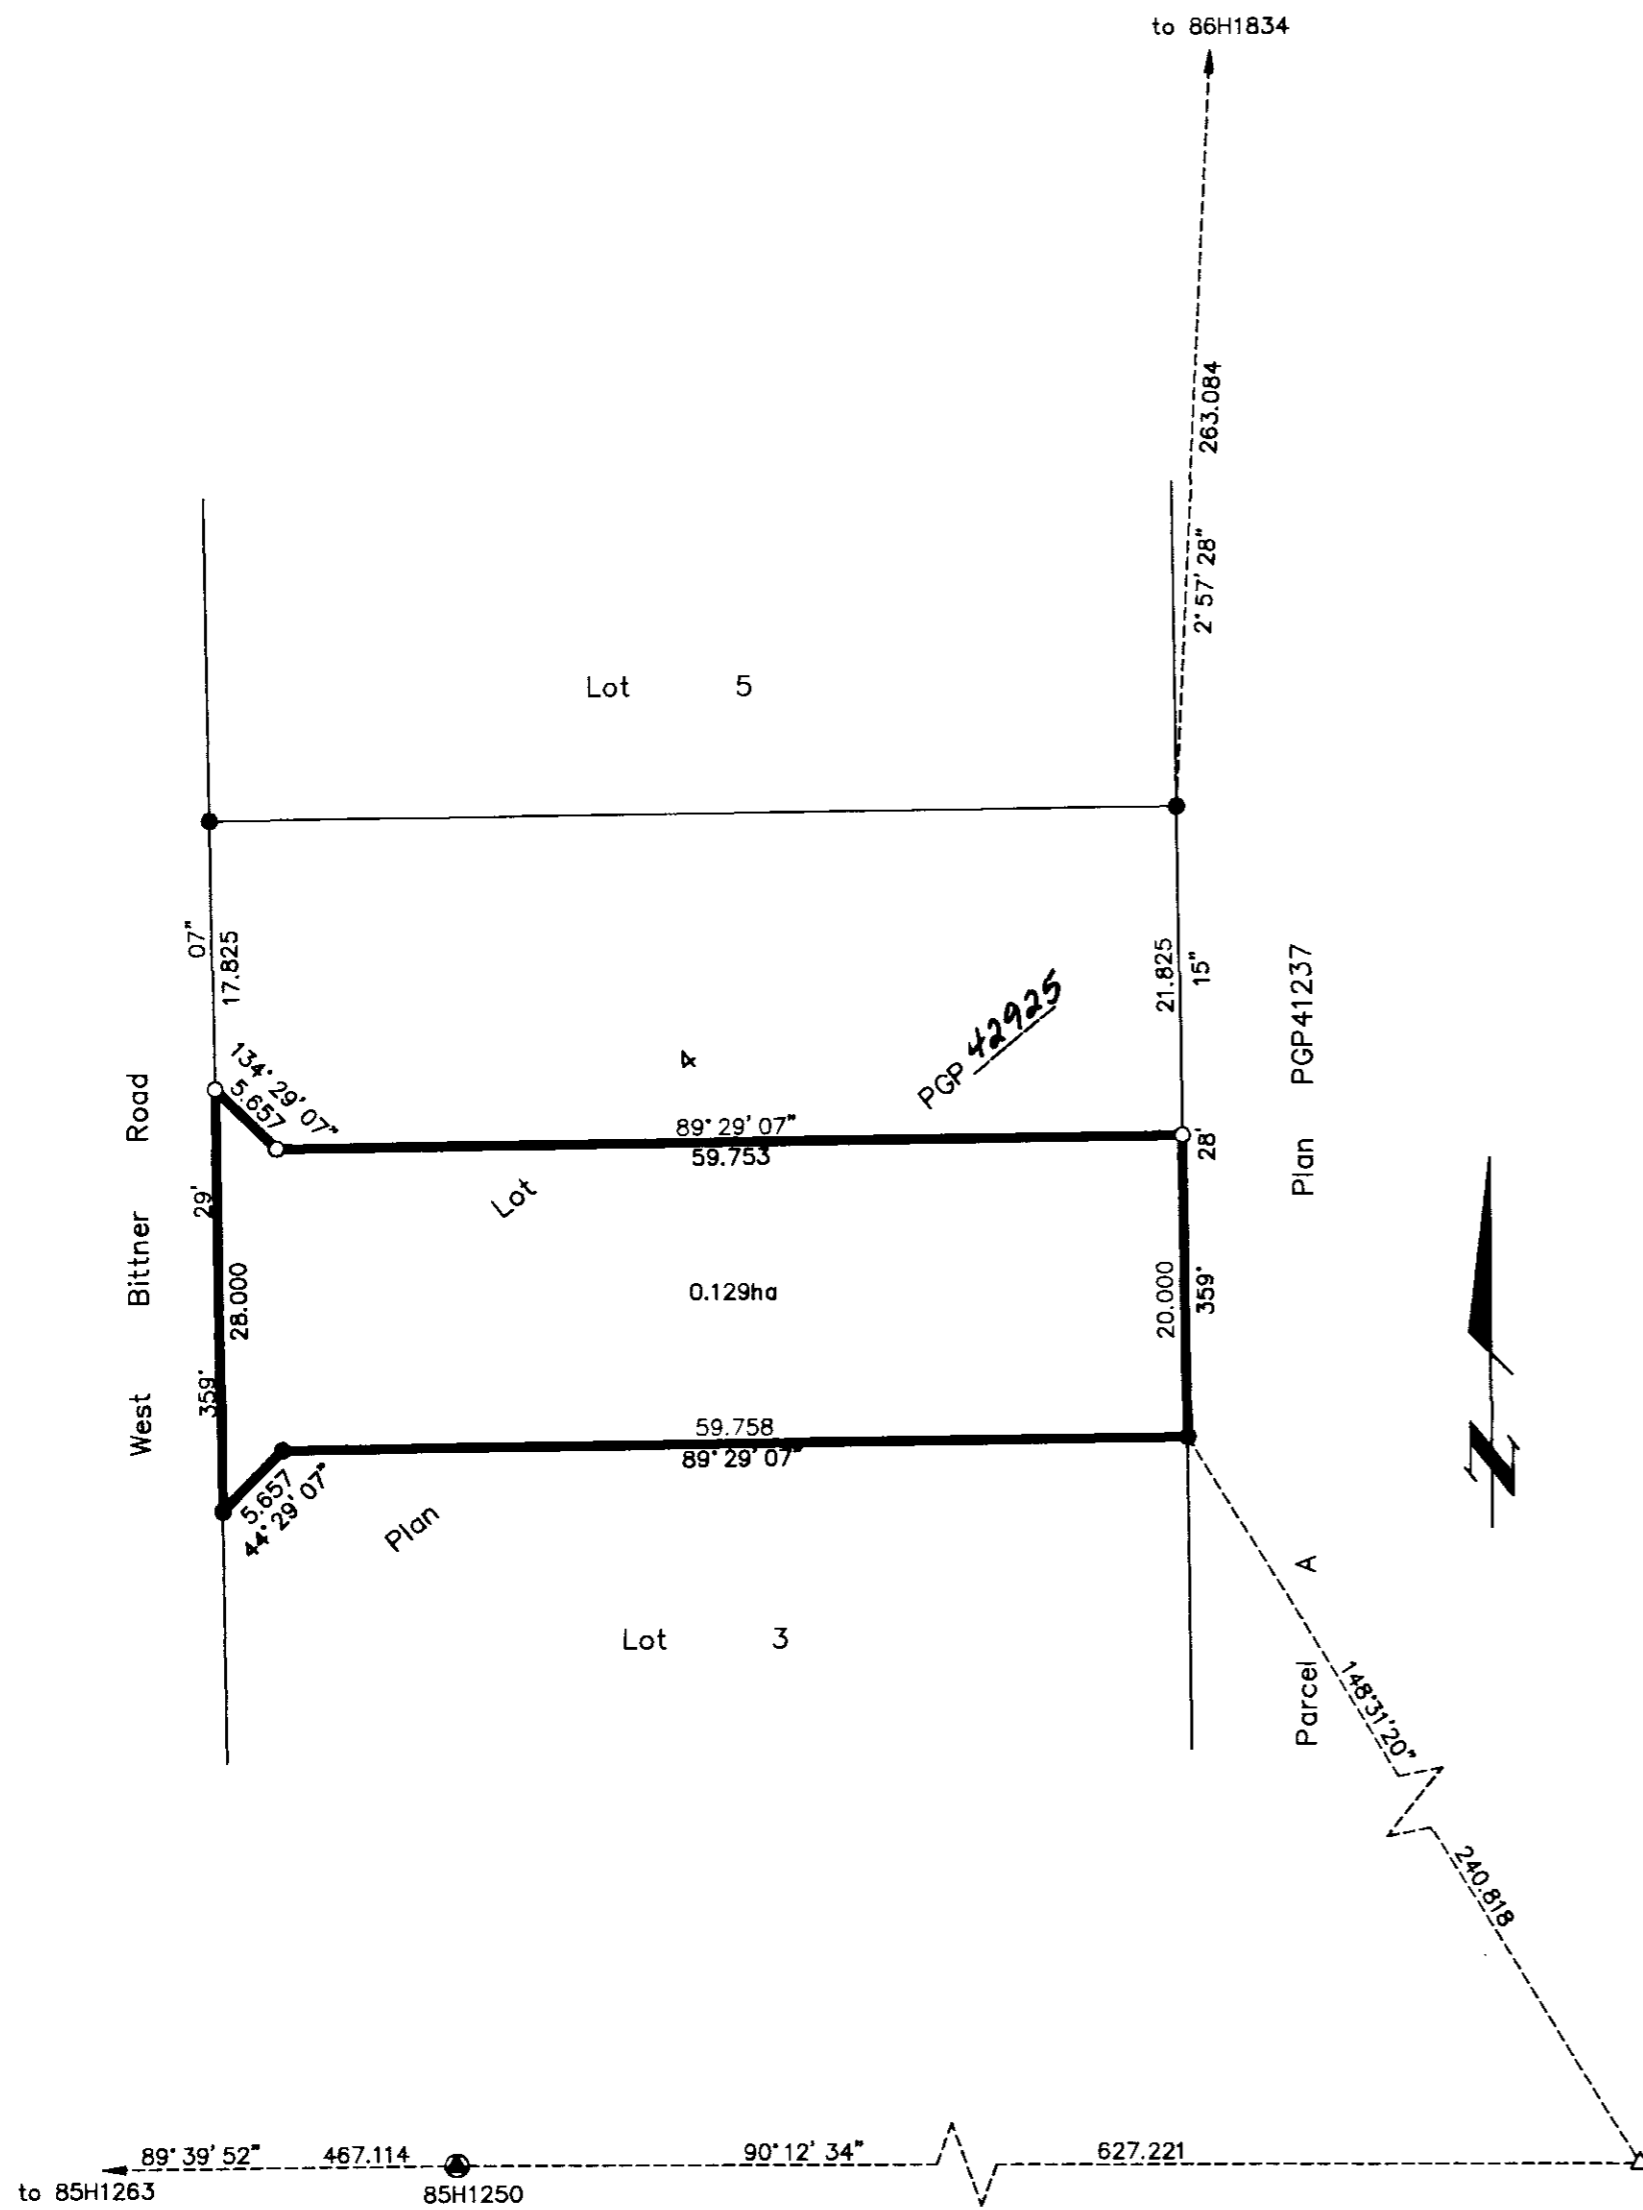 to 86H1834
263.084
2°57'28"
Lot 5
07"
17.825
21.825
15"
Plan PGP41237
134°29'07"
5.657
4
PGP 42925
89°29'07"
59.753
28'
West Bittner Road
29'
Lot
28.000
0.129ha
20.000
359°
359°
59.758
89°29'07"
5.657
44°29'07"
Plan
N
Lot 3
Parcel A
148°31'20"
240.818
89°39'52" 467.114
90°12'34" 627.221
to 85H1263
85H1250